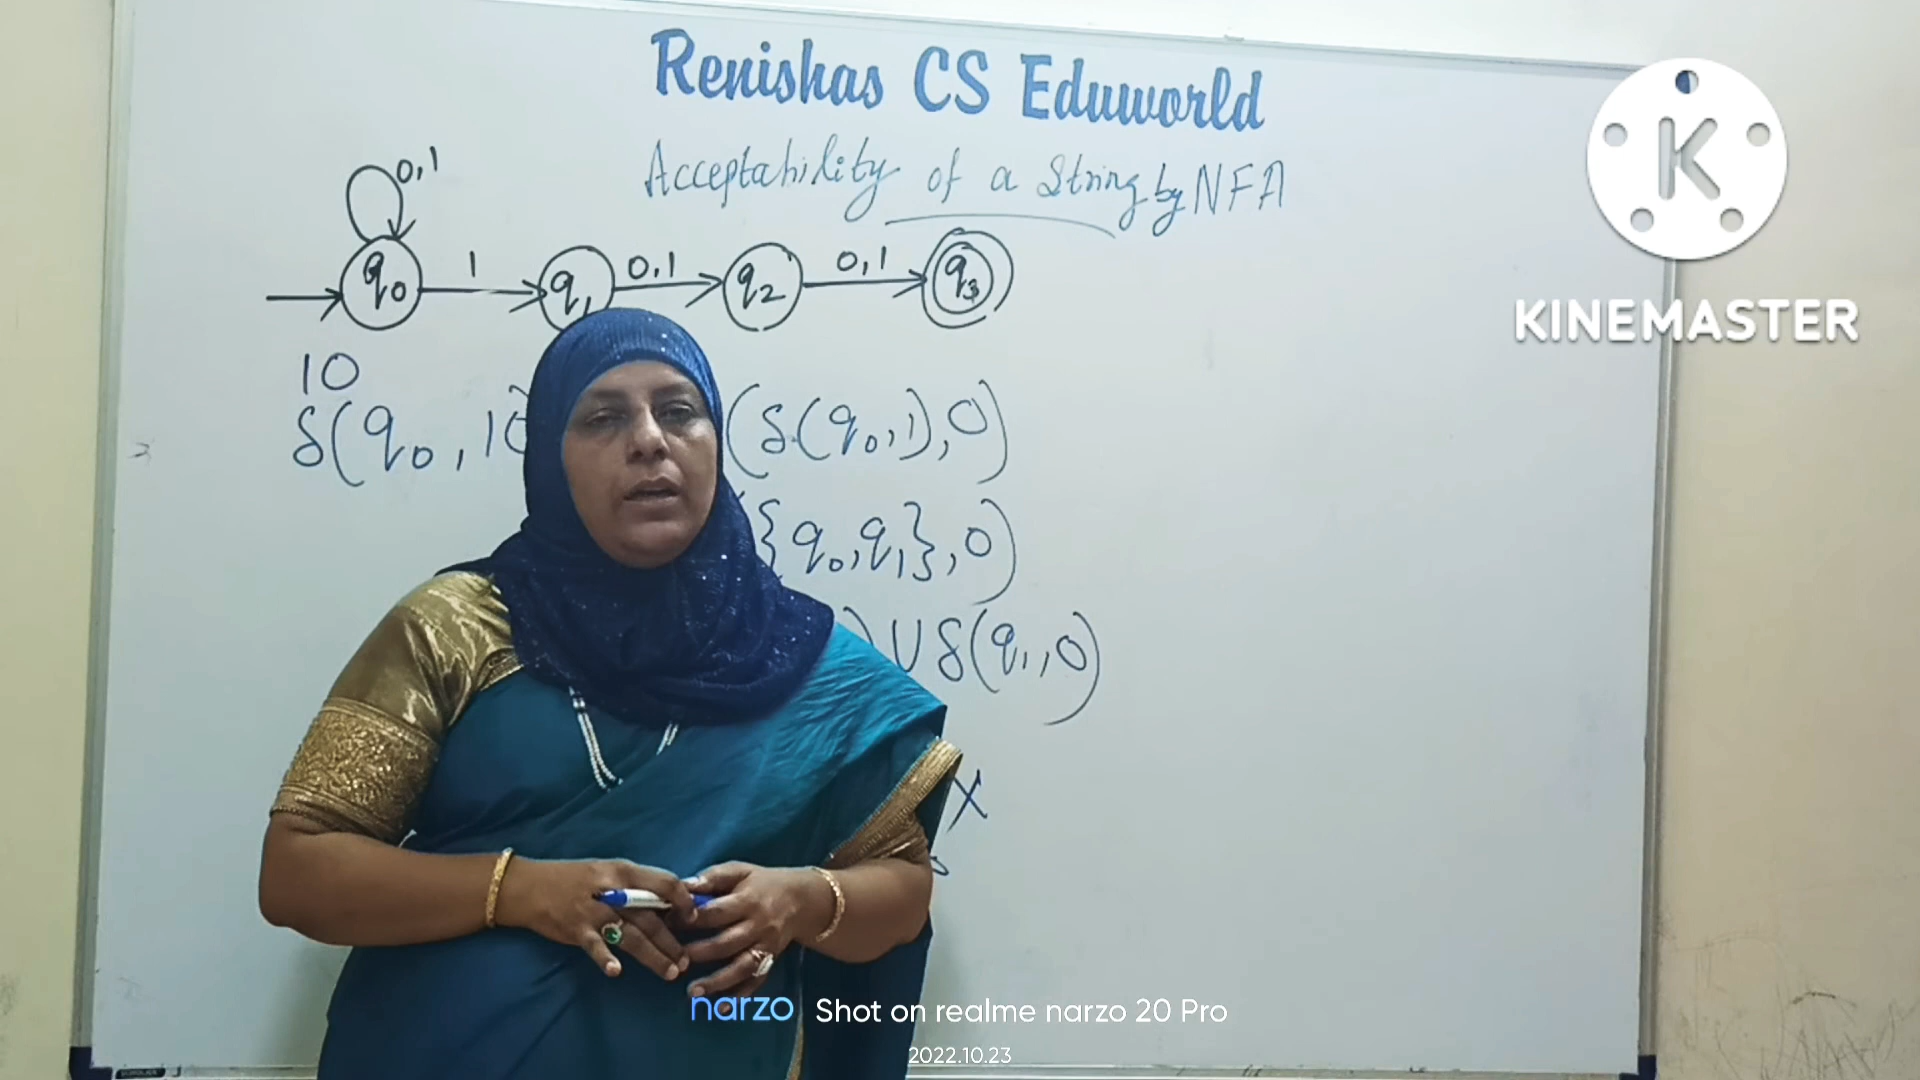 Renishas CS Eduworld
Acceptability of a String by NFA
K
KINEMASTER
0,1
q0 1 q1 0,1 q2 0,1 q3
10
δ(q0, 10 (δ(q0,1),0)
{q0,q1},0)
) ∪ δ(q1,0)
X
narzo Shot on realme narzo 20 Pro
2022.10.23